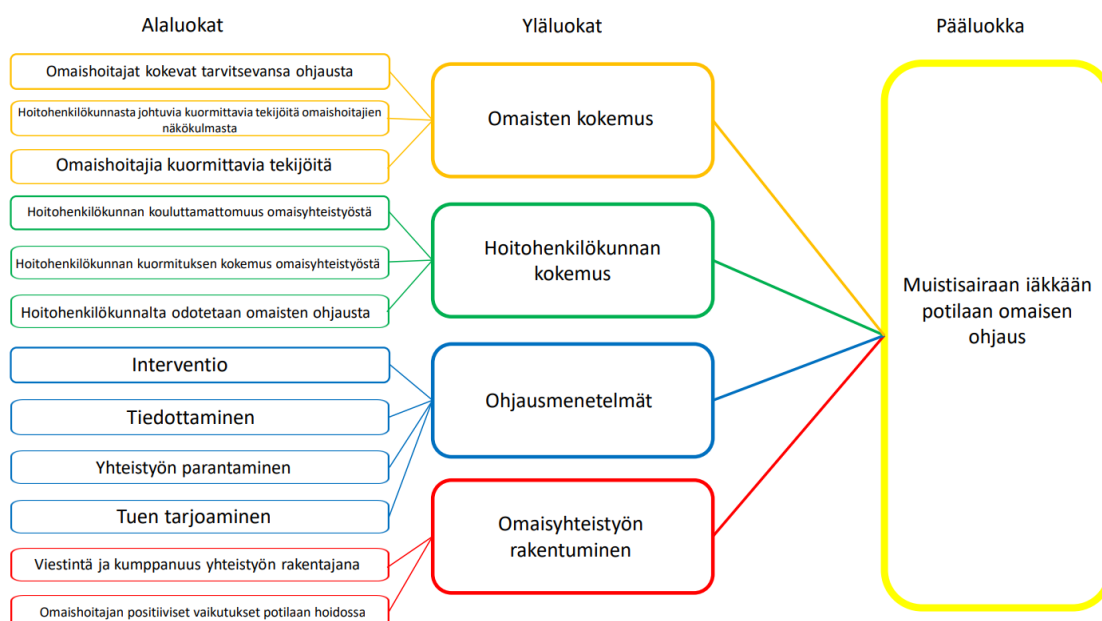 Alaluokat
Yläluokat
Pääluokka
Omaishoitajat kokevat tarvitsevansa ohjausta
Hoitohenkilökunnasta johtuvia kuormittavia tekijöitä omaishoitajien
näkökulmasta
Omaishoitajia kuormittavia tekijöitä
Omaisten kokemus
Hoitohenkilökunnan kouluttamattomuus omaisyhteistyöstä
Hoitohenkilökunnan kuormituksen kokemus omaisyhteistyöstä
Hoitohenkilökunnalta odotetaan omaisten ohjausta
Hoitohenkilökunnan
kokemus
Interventio
Tiedottaminen
Yhteistyön parantaminen
Tuen tarjoaminen
Ohjausmenetelmät
Viestintä ja kumppanuus yhteistyön rakentajana
Omaishoitajan positiiviset vaikutukset potilaan hoidossa
Omaisyhteistyön
rakentuminen
Muistisairaan iäkkään
potilaan omaisen
ohjaus